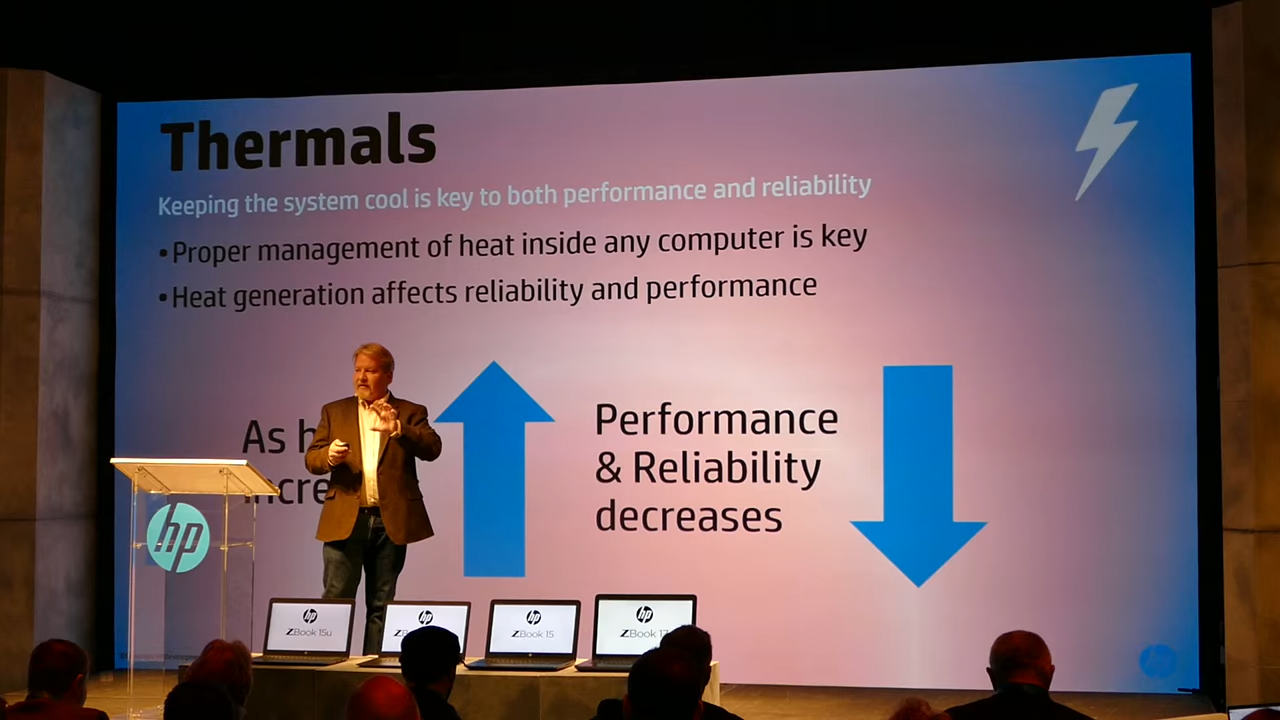 Thermals
Keeping the system cool is key to both performance and reliability
• Proper management of heat inside any computer is key
• Heat generation affects reliability and performance
As
Performance
& Reliability
decreases
hp
hp
ZBook 15u
hp
hp
ZBook 15
hp
ZBook